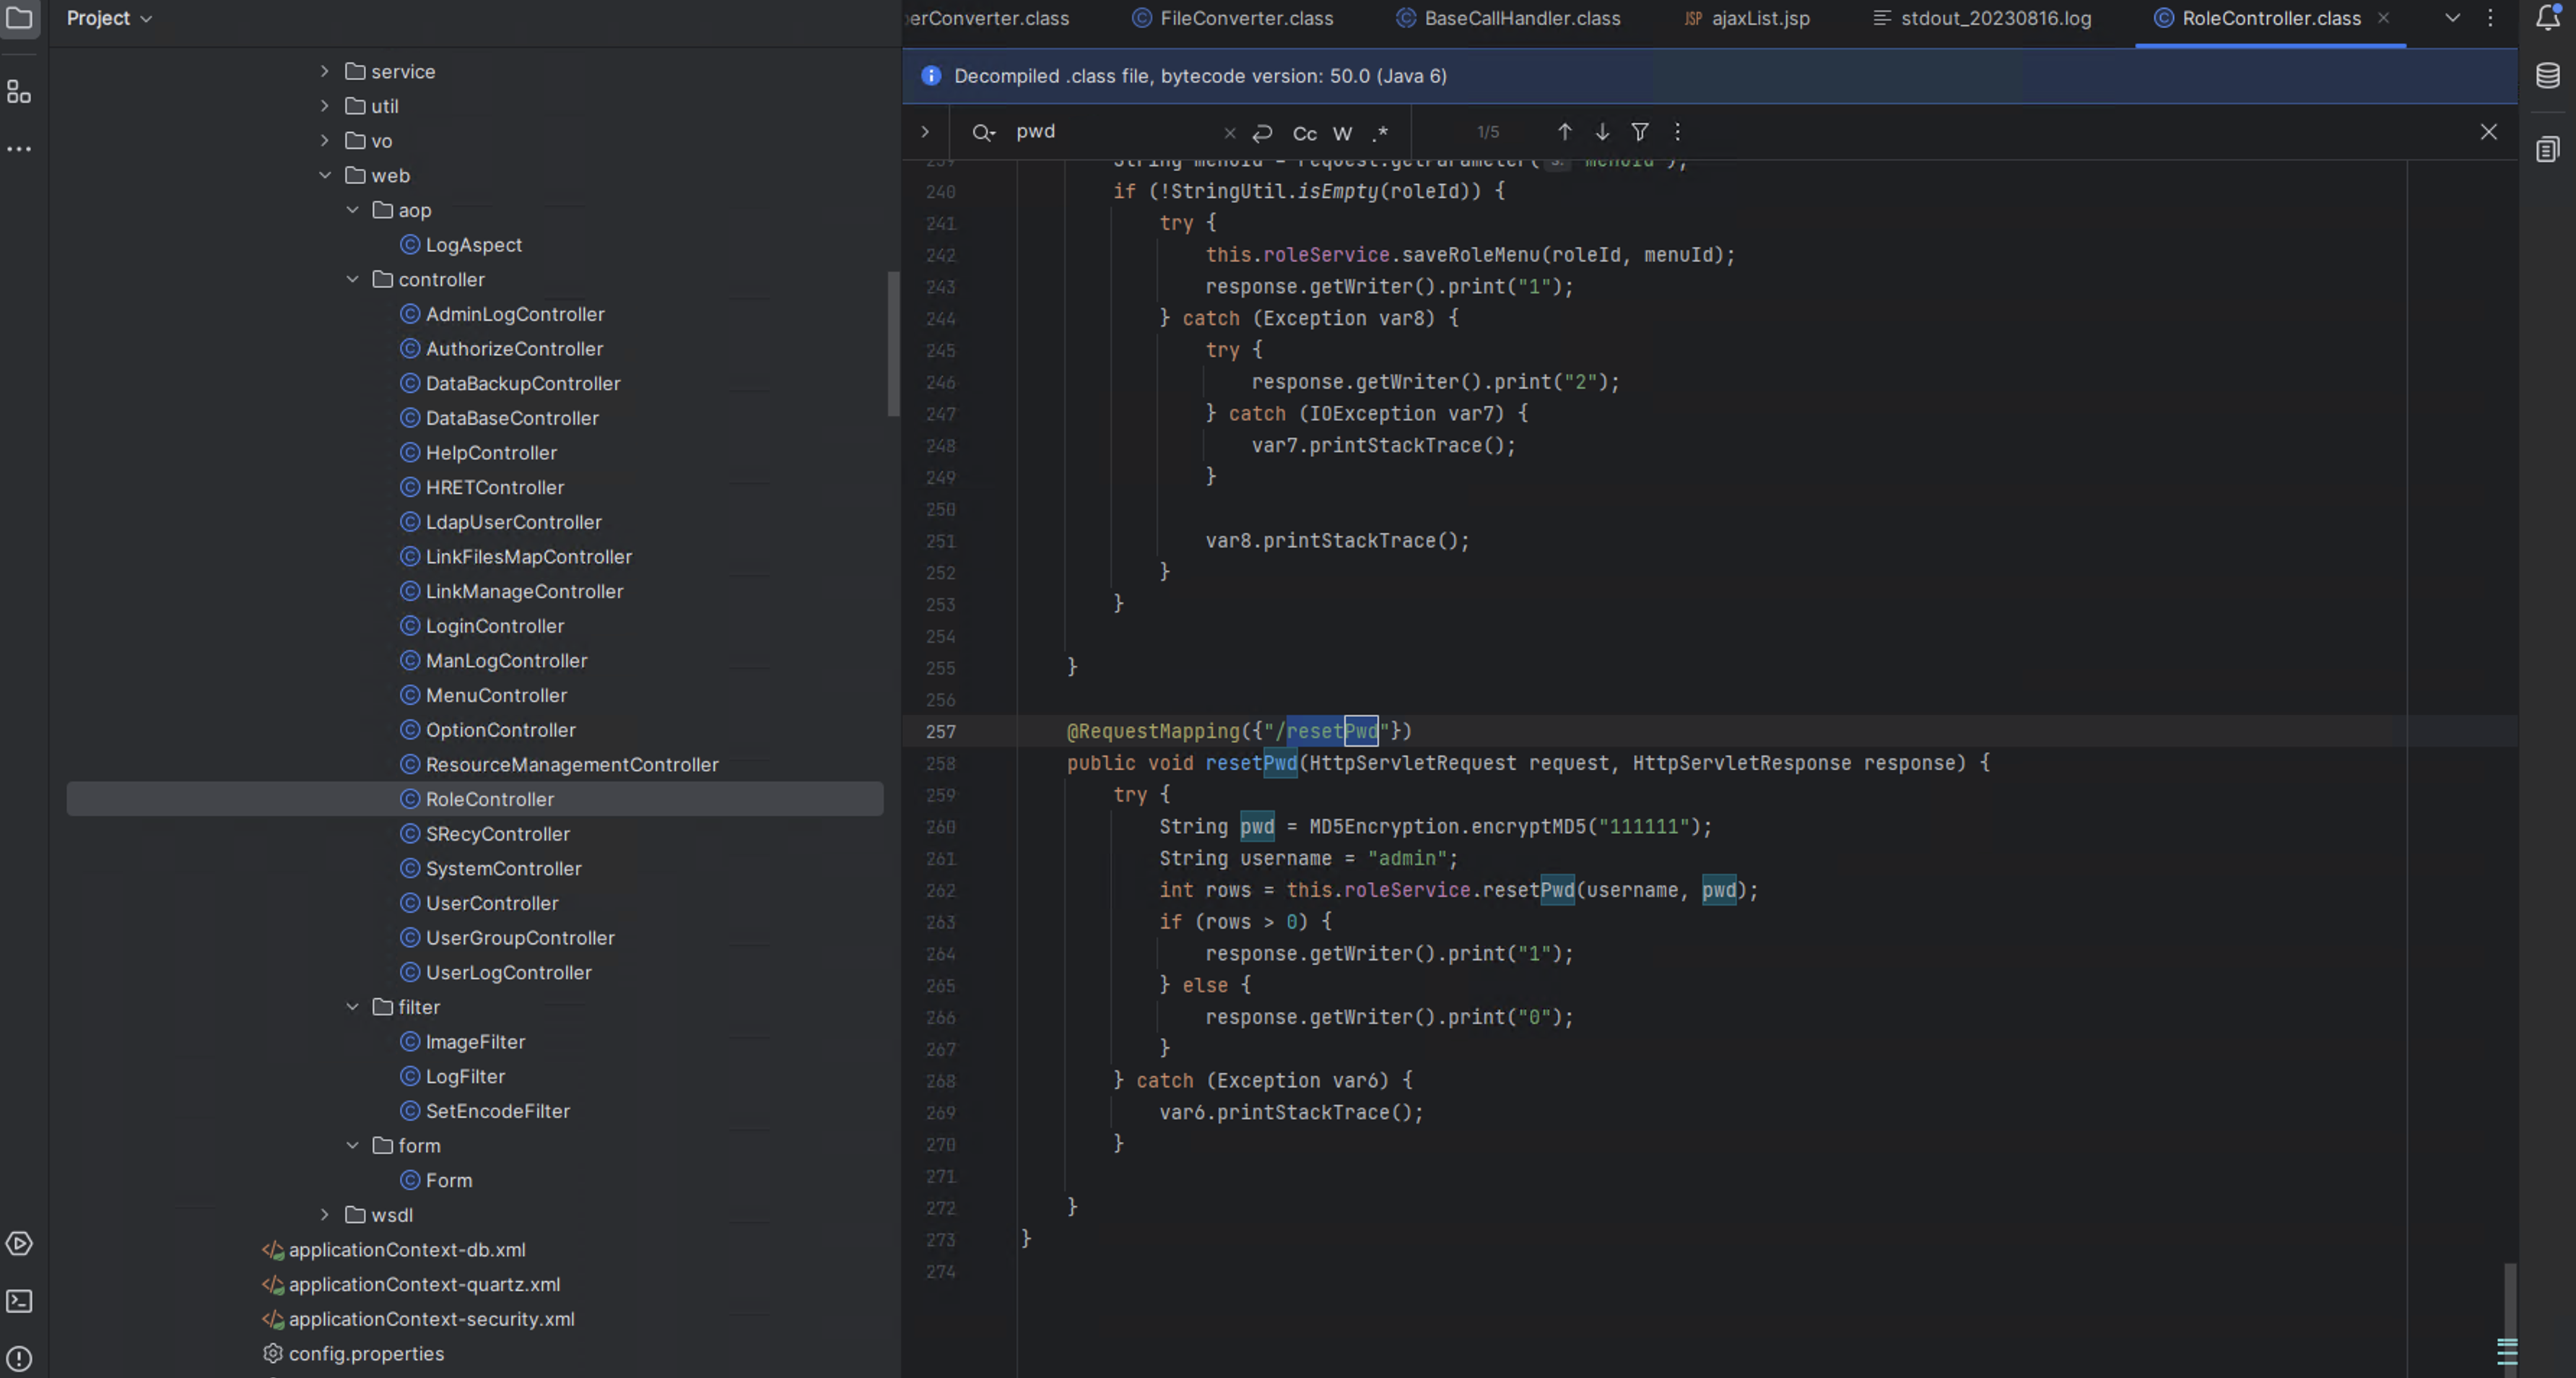 Project
service
util
vo
web
aop
LogAspect
controller
AdminLogController
AuthorizeController
DataBackupController
DataBaseController
HelpController
HRETController
LdapUserController
LinkFilesMapController
LinkManageController
LoginController
ManLogController
MenuController
OptionController
ResourceManagementController
RoleController
SRecyController
SystemController
UserController
UserGroupController
UserLogController
filter
ImageFilter
LogFilter
SetEncodeFilter
form
Form
wsdl
applicationContext-db.xml
applicationContext-quartz.xml
applicationContext-security.xml
config.properties
erConverter.class FileConverter.class BaseCallHandler.class JSP ajaxList.jsp stdout_20230816.log RoleController.class
Decompiled .class file, bytecode version: 50.0 (Java 6)
pwd Cc W .* 1/5
239 String menuId = request.getParameter( s: "menuId");
240 if (!StringUtil.isEmpty(roleId)) {
241 try {
242 this.roleService.saveRoleMenu(roleId, menuId);
243 response.getWriter().print("1");
244 } catch (Exception var8) {
245 try {
246 response.getWriter().print("2");
247 } catch (IOException var7) {
248 var7.printStackTrace();
249 }
250
251 var8.printStackTrace();
252 }
253 }
254
255 }
256
257 @RequestMapping({"/resetPwd"})
258 public void resetPwd(HttpServletRequest request, HttpServletResponse response) {
259 try {
260 String pwd = MD5Encryption.encryptMD5("111111");
261 String username = "admin";
262 int rows = this.roleService.resetPwd(username, pwd);
263 if (rows > 0) {
264 response.getWriter().print("1");
265 } else {
266 response.getWriter().print("0");
267 }
268 } catch (Exception var6) {
269 var6.printStackTrace();
270 }
271
272 }
273 }
274